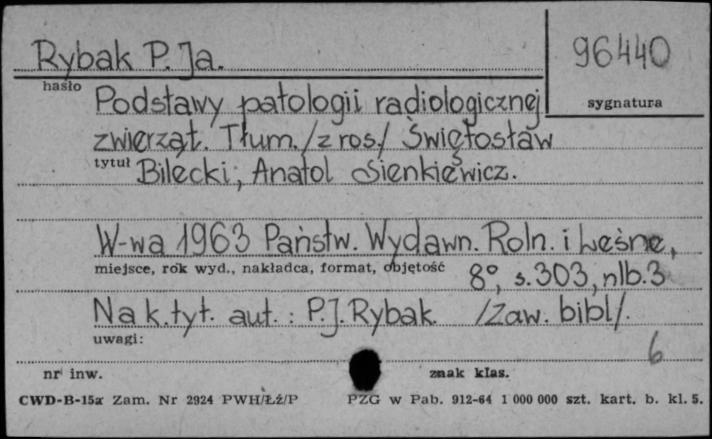 Rybak P. Ja.
96440
hasło
sygnatura
Podstawy patologii radiologicznej
zwierząt. Tłum. /z ros./ Świętosław
tytuł
Bilecki, Anatol Sienkiewicz.
W-wa 1963 Państw. Wydawn. Roln. i Leśne,
miejsce, rok wyd., nakładca, format, objętość
8°, s. 303, nlb. 3
Na k. tyt. aut. : P. J. Rybak /Zaw. bibl/.
uwagi:
6
nr inw.
znak klas.
CWD-B-15a Zam. Nr 2924 PWH/Łź/P PZG w Pab. 912-64 1 000 000 szt. kart. b. kl. 5.